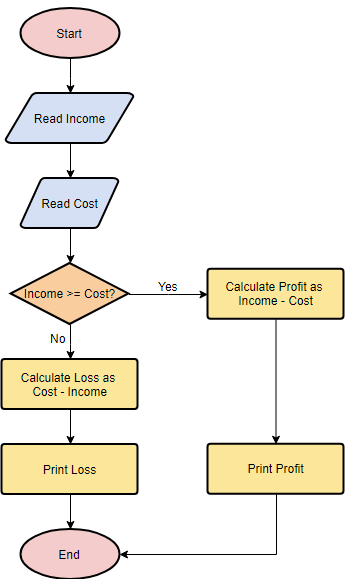 Start
Read Income
Read Cost
Income >= Cost?
Yes
Calculate Profit as
Income - Cost
No
Calculate Loss as
Cost - Income
Print Loss
Print Profit
End